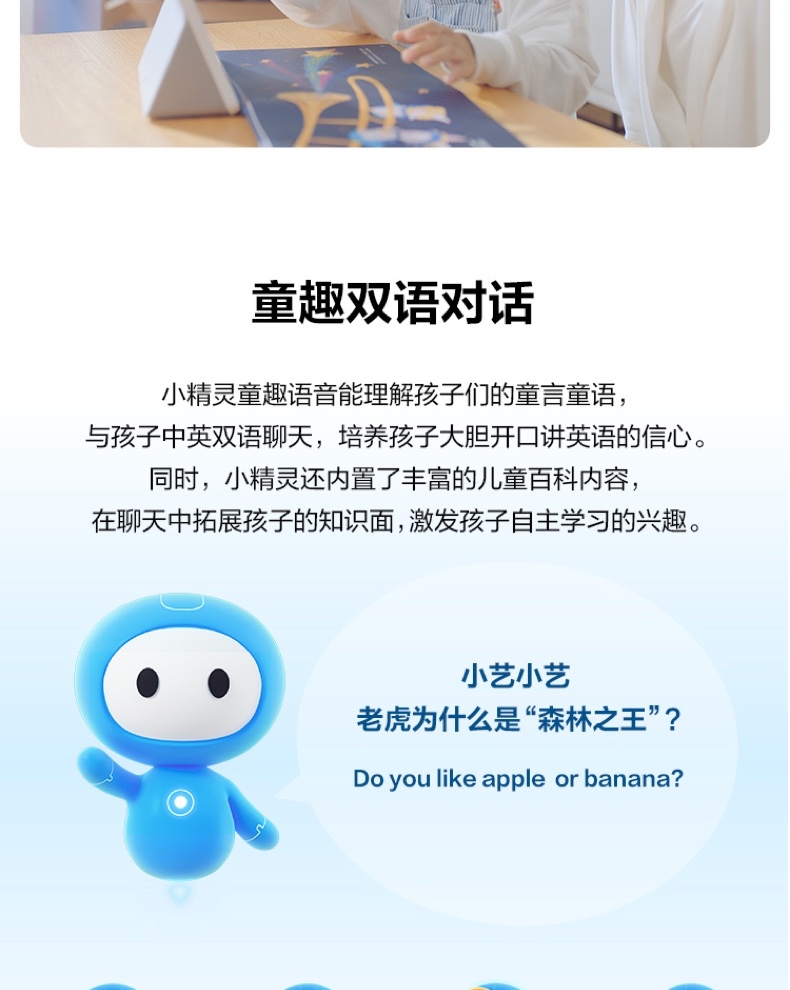 童趣双语对话
小精灵童趣语音能理解孩子们的童言童语，
与孩子中英双语聊天，培养孩子大胆开口讲英语的信心。
同时，小精灵还内置了丰富的儿童百科内容，
在聊天中拓展孩子的知识面，激发孩子自主学习的兴趣。
小艺小艺
老虎为什么是“森林之王”？
Do you like apple or banana?